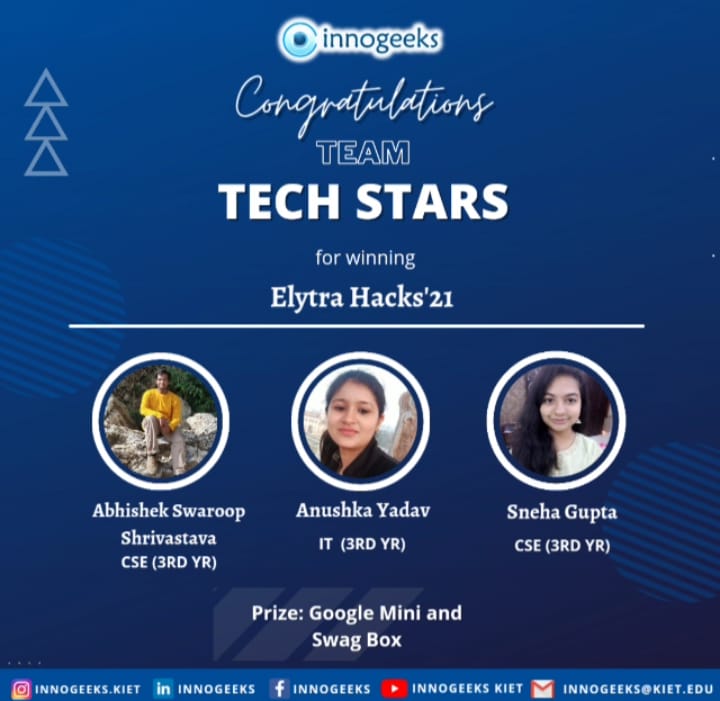 innogeeks
Congratulations
TEAM
TECH STARS
for winning
Elytra Hacks'21
Abhishek Swaroop
Shrivastava
CSE (3RD YR)
Anushka Yadav
IT (3RD YR)
Sneha Gupta
CSE (3RD YR)
Prize: Google Mini and
Swag Box
INNOGEEKS.KIET in INNOGEEKS f INNOGEEKS INNOGEEKS KIET INNOGEEKS@KIET.EDU